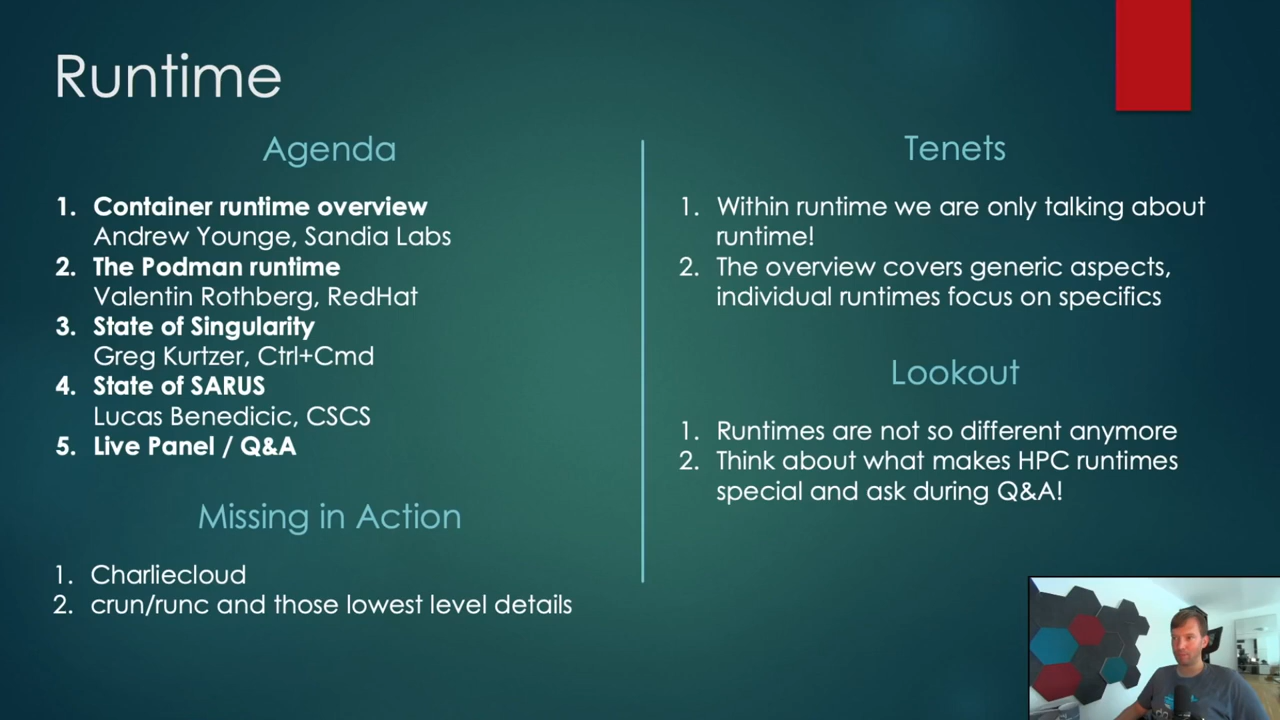 Runtime
Agenda
1. Container runtime overview
Andrew Younge, Sandia Labs
2. The Podman runtime
Valentin Rothberg, RedHat
3. State of Singularity
Greg Kurtzer, Ctrl+Cmd
4. State of SARUS
Lucas Benedicic, CSCS
5. Live Panel / Q&A
Missing in Action
1. Charliecloud
2. crun/runc and those lowest level details
Tenets
1. Within runtime we are only talking about
runtime!
2. The overview covers generic aspects,
individual runtimes focus on specifics
Lookout
1. Runtimes are not so different anymore
2. Think about what makes HPC runtimes
special and ask during Q&A!